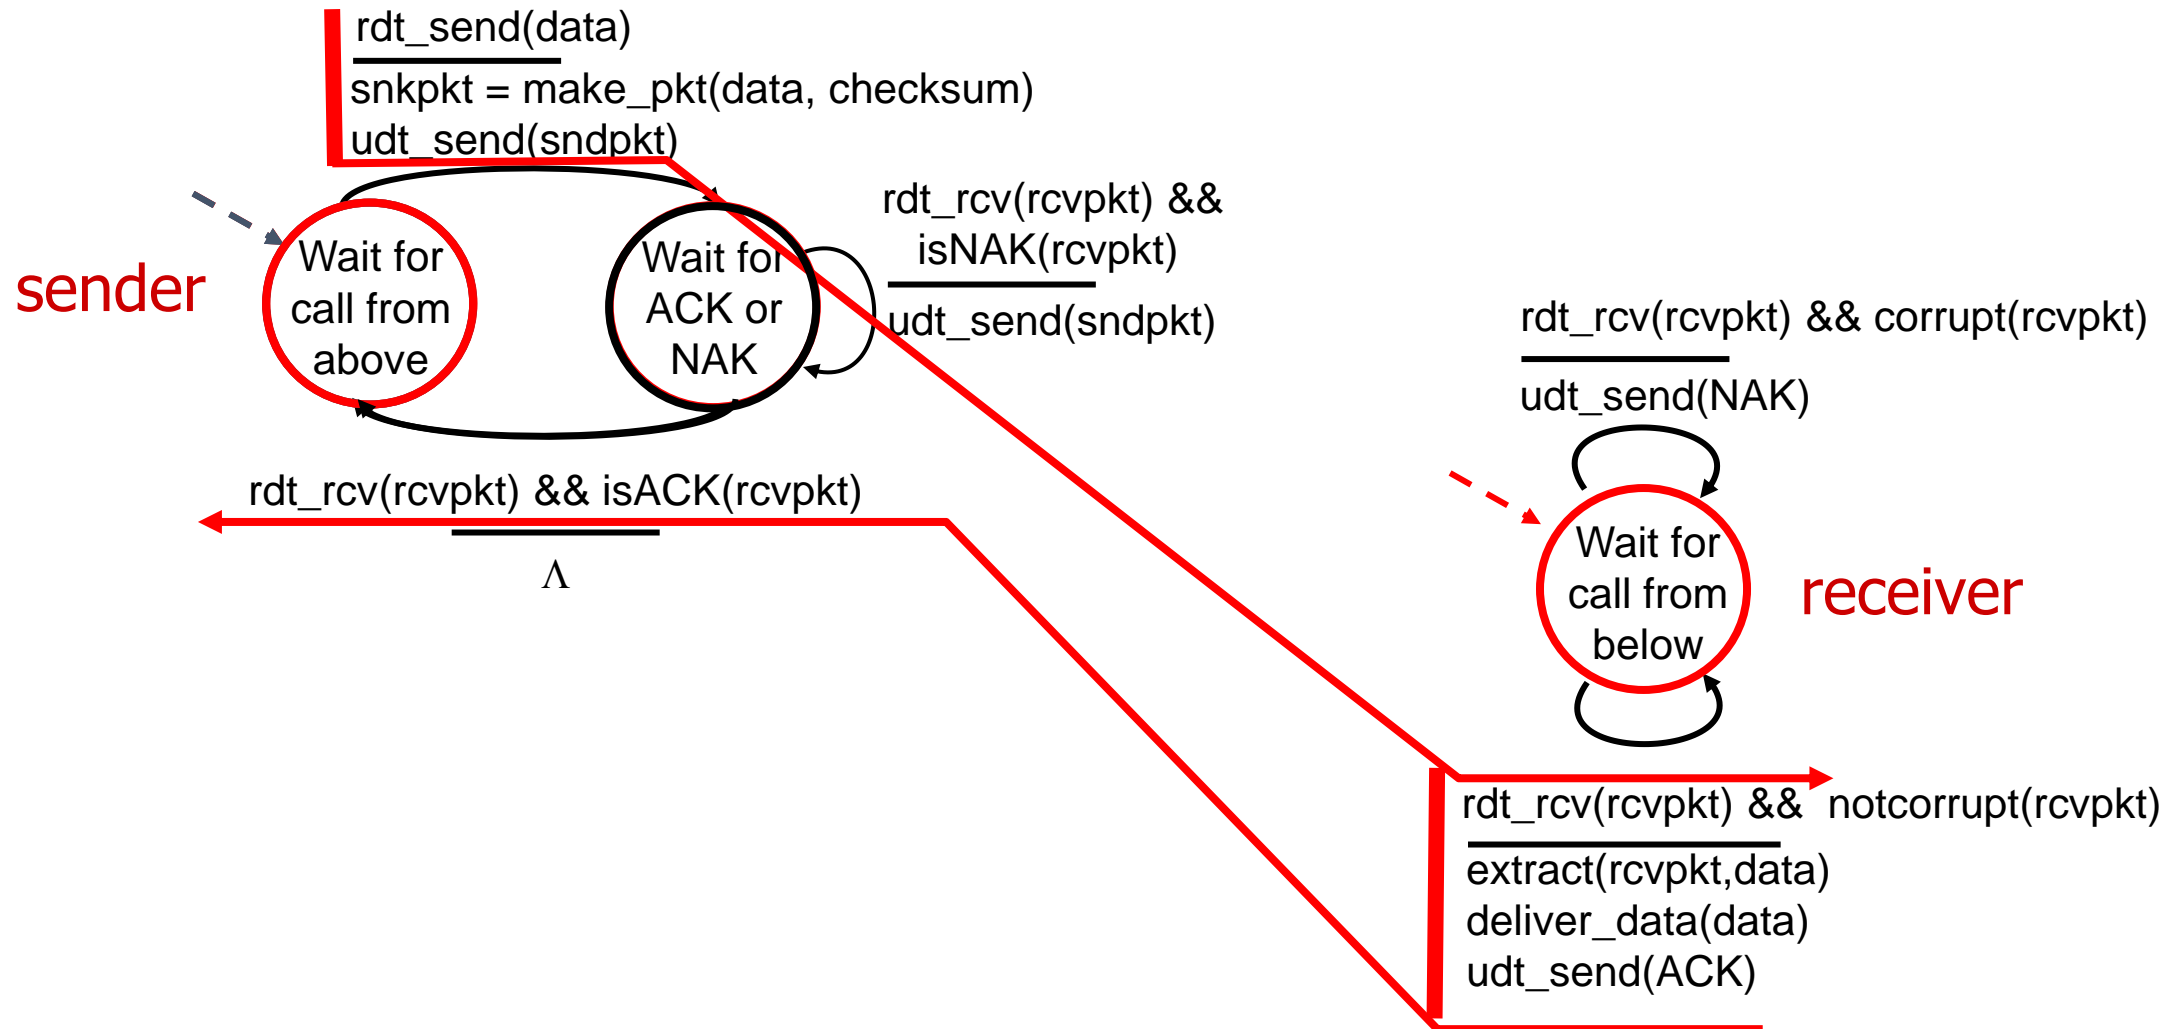 rdt_send(data)
snkpkt = make_pkt(data, checksum)
udt_send(sndpkt)
sender
Wait for
call from
above
Wait for
ACK or
NAK
rdt_rcv(rcvpkt) &&
isNAK(rcvpkt)
udt_send(sndpkt)
rdt_rcv(rcvpkt) && isACK(rcvpkt)
Λ
rdt_rcv(rcvpkt) && corrupt(rcvpkt)
udt_send(NAK)
Wait for
call from
below
receiver
rdt_rcv(rcvpkt) && notcorrupt(rcvpkt)
extract(rcvpkt,data)
deliver_data(data)
udt_send(ACK)